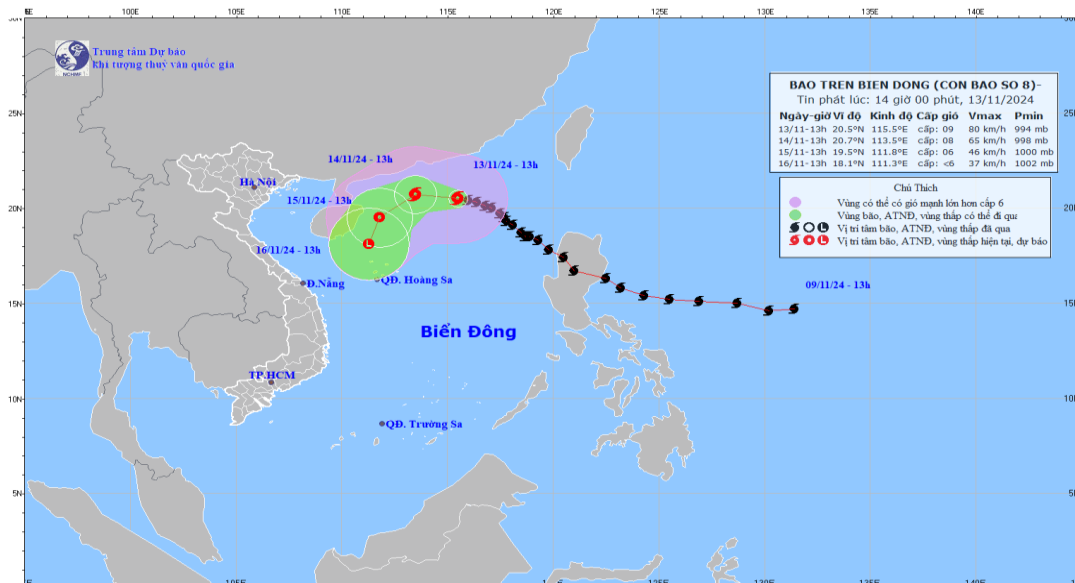 E 100E 105E 110E 115E 120E 125E 130E 135E 140E
Trung tâm Dự báo
khí tượng thuỷ văn quốc gia
NCHMF
BAO TREN BIEN DONG (CON BAO SO 8)-
Tin phát lúc: 14 giờ 00 phút, 13/11/2024
Ngày-giờ Vĩ độ Kinh độ Cấp gió Vmax Pmin
13/11-13h 20.5°N 115.5°E cấp: 09 80 km/h 994 mb
14/11-13h 20.7°N 113.5°E cấp: 08 65 km/h 998 mb
15/11-13h 19.5°N 111.8°E cấp: 06 46 km/h 1000 mb
16/11-13h 18.1°N 111.3°E cấp: <6 37 km/h 1002 mb
Chú Thích
Vùng có thể có gió mạnh lớn hơn cấp 6
Vùng bão, ATNĐ, vùng thấp có thể đi qua
L Vị trí tâm bão, ATNĐ, vùng thấp đã qua
L Vị trí tâm bão, ATNĐ, vùng thấp hiện tại, dự báo
25N
14/11/24 - 13h
13/11/24 - 13h
Hà Nội
15/11/24 - 13h
20N
16/11/24 - 13h
L
QĐ. Hoàng Sa
Đ.Nẵng
09/11/24 - 13h
15N
Biển Đông
TP.HCM
10N
QĐ. Trường Sa
5N